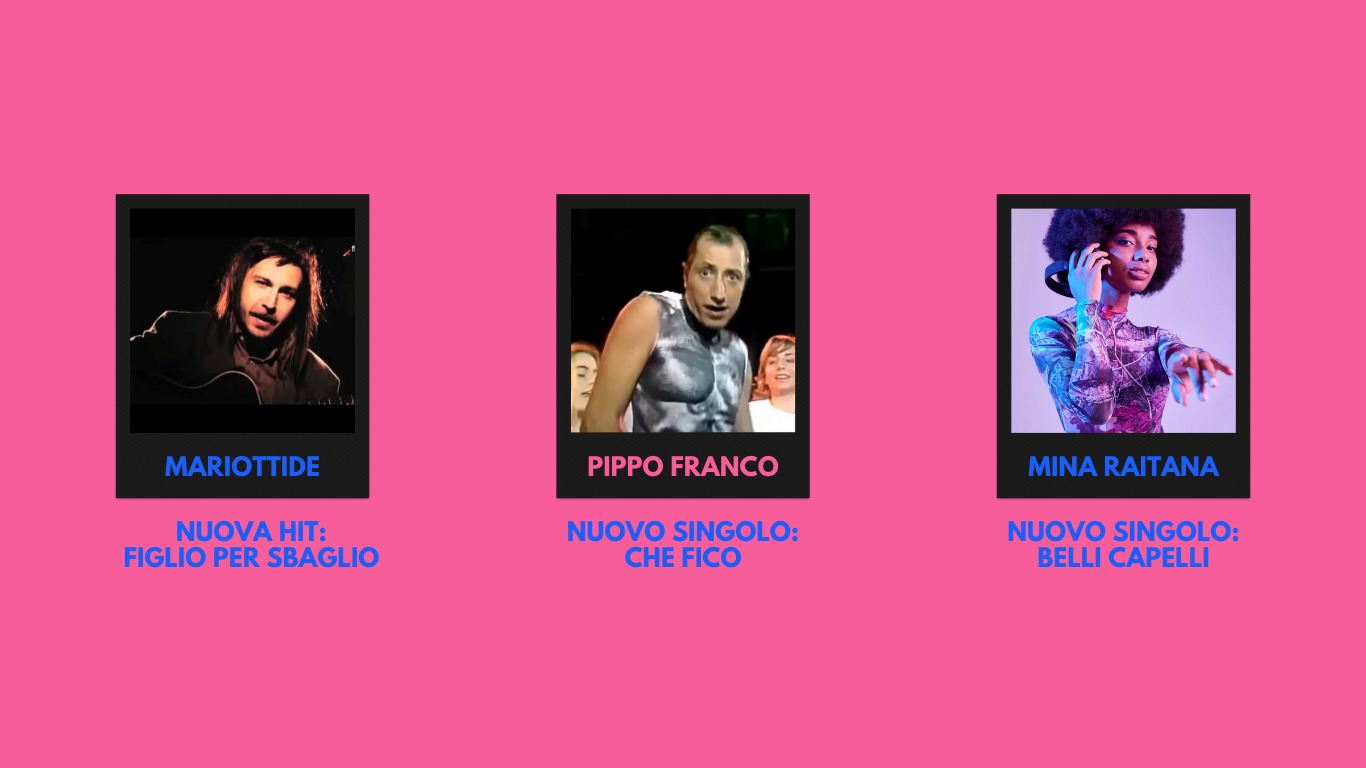 MARIOTTIDE
NUOVA HIT:
FIGLIO PER SBAGLIO
PIPPO FRANCO
NUOVO SINGOLO:
CHE FICO
MINA RAITANA
NUOVO SINGOLO:
BELLI CAPELLI